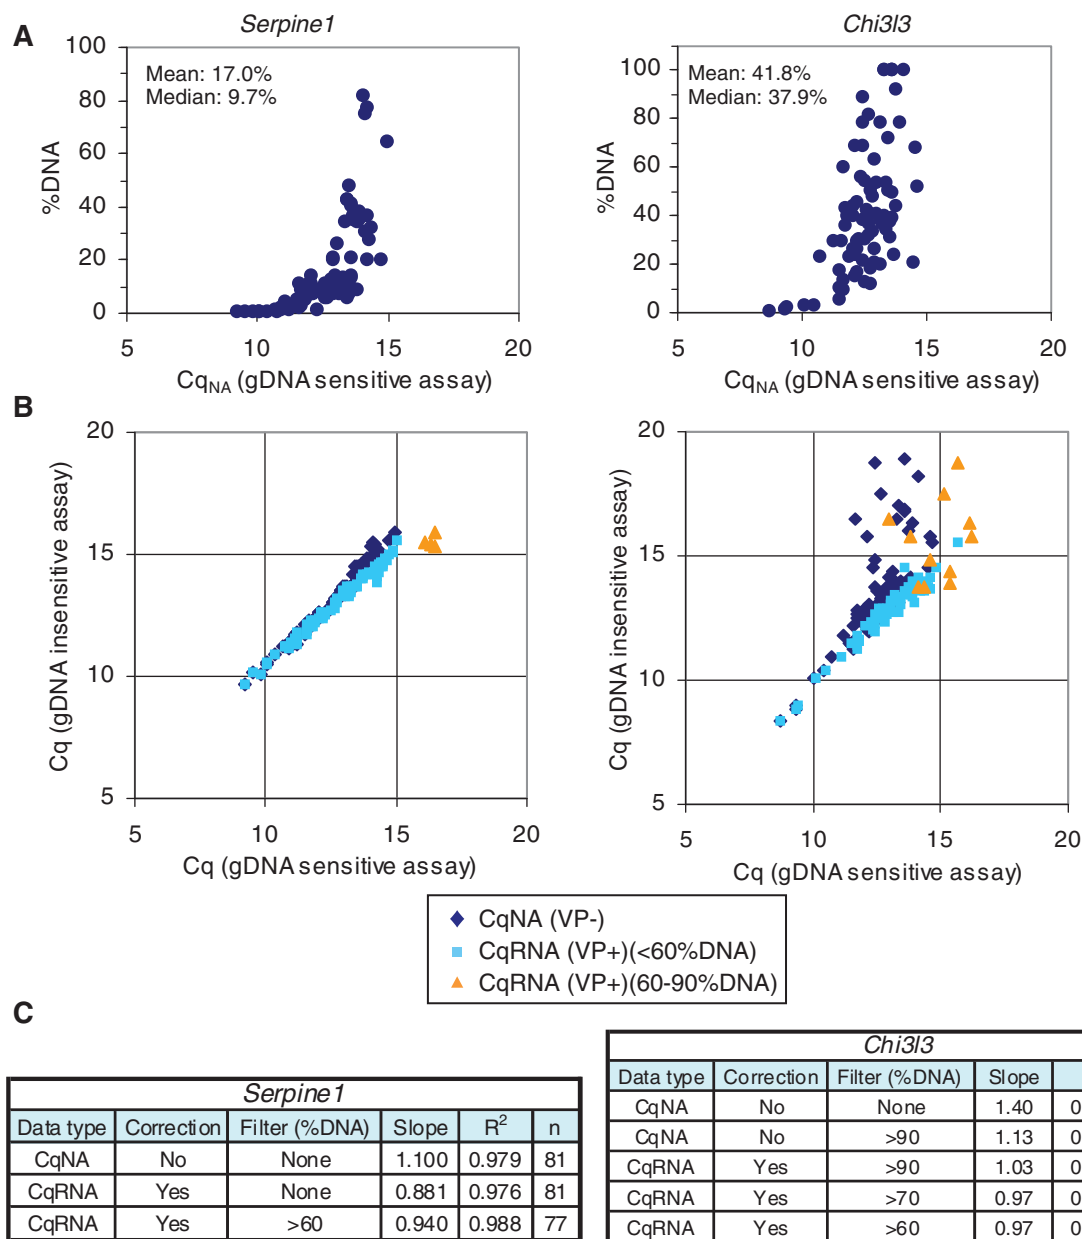 A
Serpine1
Chi3l3
Mean: 17.0%
Median: 9.7%
Mean: 41.8%
Median: 37.9%
%DNA
100
80
60
40
20
0
5 10 15 20
CqNA (gDNA sensitive assay)
%DNA
100
80
60
40
20
0
5 10 15 20
CqNA (gDNA sensitive assay)
B
Cq (gDNA insensitive assay)
20
15
10
5
5 10 15 20
Cq (gDNA sensitive assay)
Cq (gDNA insensitive assay)
20
15
10
5
5 10 15 20
Cq (gDNA sensitive assay)
CqNA (VP-)
CqRNA (VP+)(<60%DNA)
CqRNA (VP+)(60-90%DNA)
C
Serpine1
Data type Correction Filter (%DNA) Slope R² n
CqNA No None 1.100 0.979 81
CqRNA Yes None 0.881 0.976 81
CqRNA Yes >60 0.940 0.988 77
Chi3l3
Data type Correction Filter (%DNA) Slope
CqNA No None 1.40 0
CqNA No >90 1.13 0
CqRNA Yes >90 1.03 0
CqRNA Yes >70 0.97 0
CqRNA Yes >60 0.97 0